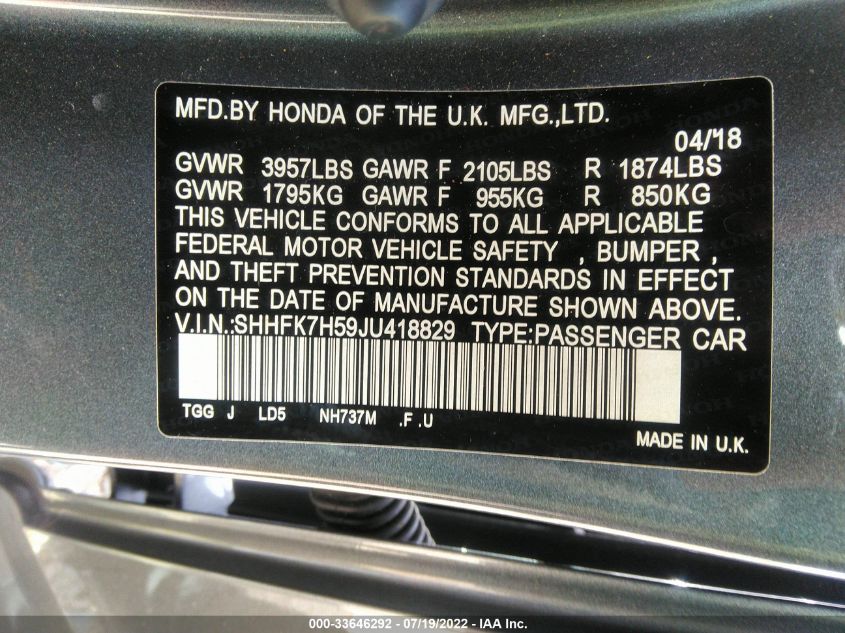 MFD.BY HONDA OF THE U.K. MFG.,LTD.
04/18
GVWR 3957LBS GAWR F 2105LBS R 1874LBS
GVWR 1795KG GAWR F 955KG R 850KG
THIS VEHICLE CONFORMS TO ALL APPLICABLE
FEDERAL MOTOR VEHICLE SAFETY , BUMPER ,
AND THEFT PREVENTION STANDARDS IN EFFECT
ON THE DATE OF MANUFACTURE SHOWN ABOVE.
V.I.N.:SHHFK7H59JU418829 TYPE:PASSENGER CAR
TGG J LD5 NH737M .F .U
MADE IN U.K.
000-33646292 - 07/19/2022 - IAA Inc.